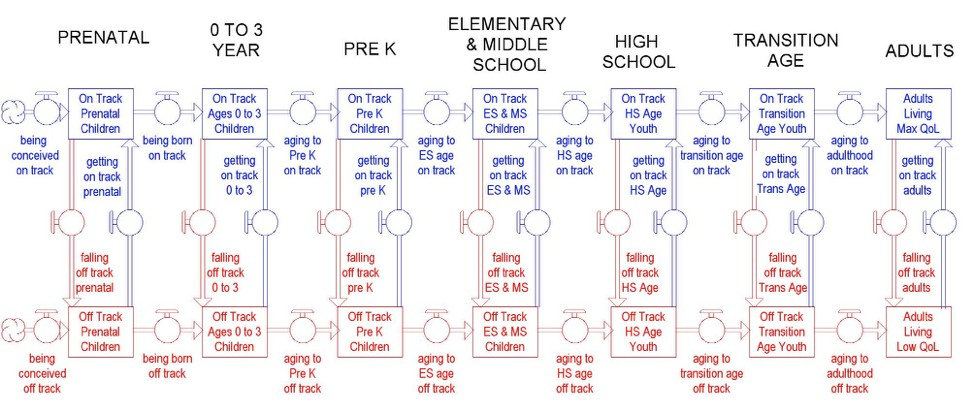 PRENATAL
0 TO 3
YEAR
PRE K
ELEMENTARY
& MIDDLE
SCHOOL
HIGH
SCHOOL
TRANSITION
AGE
ADULTS
On Track
Prenatal
Children
On Track
Ages 0 to 3
Children
On Track
Pre K
Children
On Track
ES & MS
Children
On Track
HS Age
Youth
On Track
Transition
Age Youth
Adults
Living
Max QoL
being
conceived
on track
being born
on track
aging to
Pre K
on track
aging to
ES age
on track
aging to
HS age
on track
aging to
transition age
on track
aging to
adulthood
on track
getting
on track
prenatal
getting
on track
0 to 3
getting
on track
pre K
getting
on track
ES & MS
getting
on track
HS Age
getting
on track
Trans Age
getting
on track
adults
falling
off track
prenatal
falling
off track
0 to 3
falling
off track
pre K
falling
off track
ES & MS
falling
off track
HS Age
falling
off track
Trans Age
falling
off track
adults
Off Track
Prenatal
Children
Off Track
Ages 0 to 3
Children
Off Track
Pre K
Children
Off Track
ES & MS
Children
Off Track
HS Age
Youth
Off Track
Transition
Age Youth
Adults
Living
Low QoL
being
conceived
off track
being born
off track
aging to
Pre K
off track
aging to
ES age
off track
aging to
HS age
off track
aging to
transition age
off track
aging to
adulthood
off track